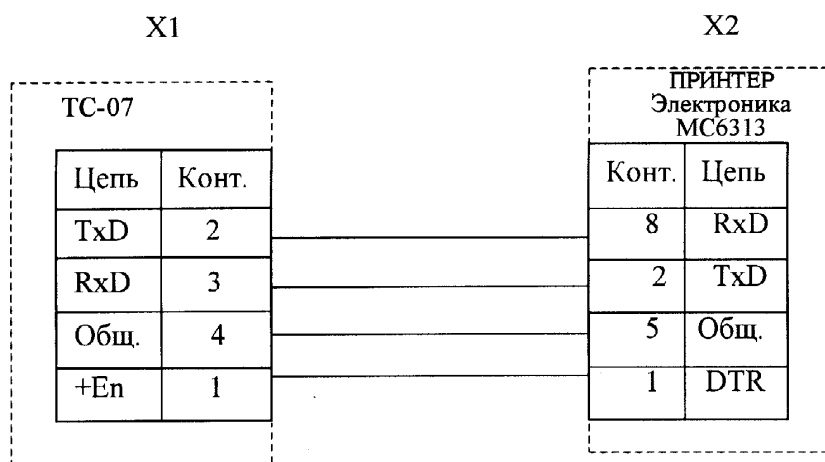 X1
X2
ТС-07
ПРИНТЕР
Электроника
МС6313
Цепь Конт.
Конт. Цепь
TxD 2
8 RxD
RxD 3
2 TxD
Общ. 4
5 Общ.
+En 1
1 DTR